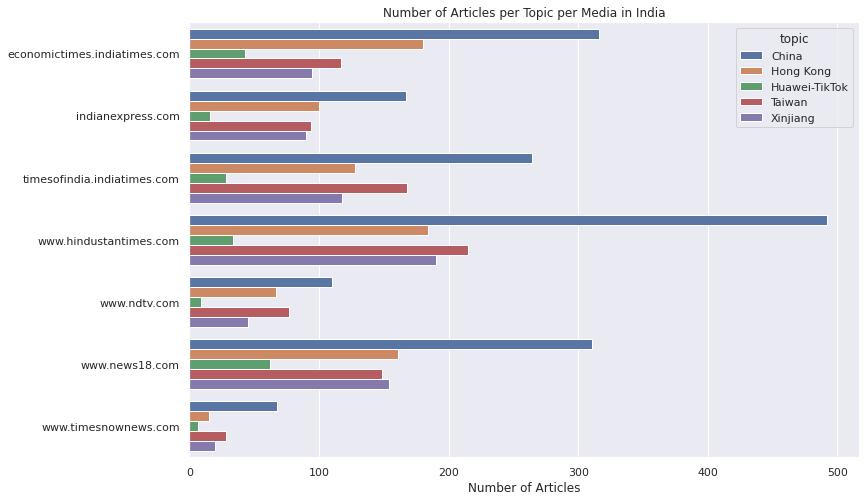 Number of Articles per Topic per Media in India
topic
China
Hong Kong
Huawei-TikTok
Taiwan
Xinjiang
economictimes.indiatimes.com
indianexpress.com
timesofindia.indiatimes.com
www.hindustantimes.com
www.ndtv.com
www.news18.com
www.timesnownews.com
0 100 200 300 400 500
Number of Articles